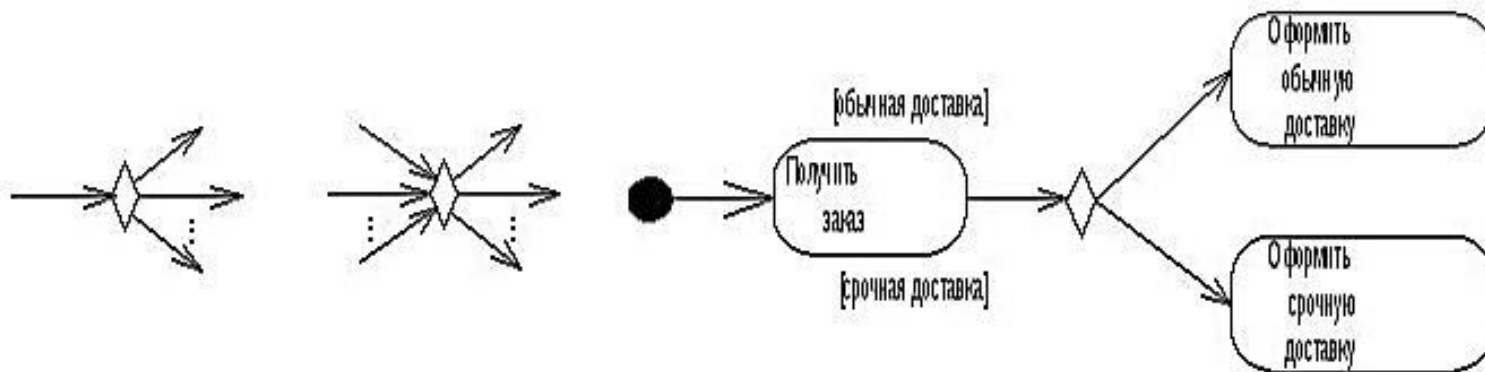 [обычная доставка]
Получить
заказ
[срочная доставка]
Оформить
обычную
доставку
Оформить
срочную
доставку